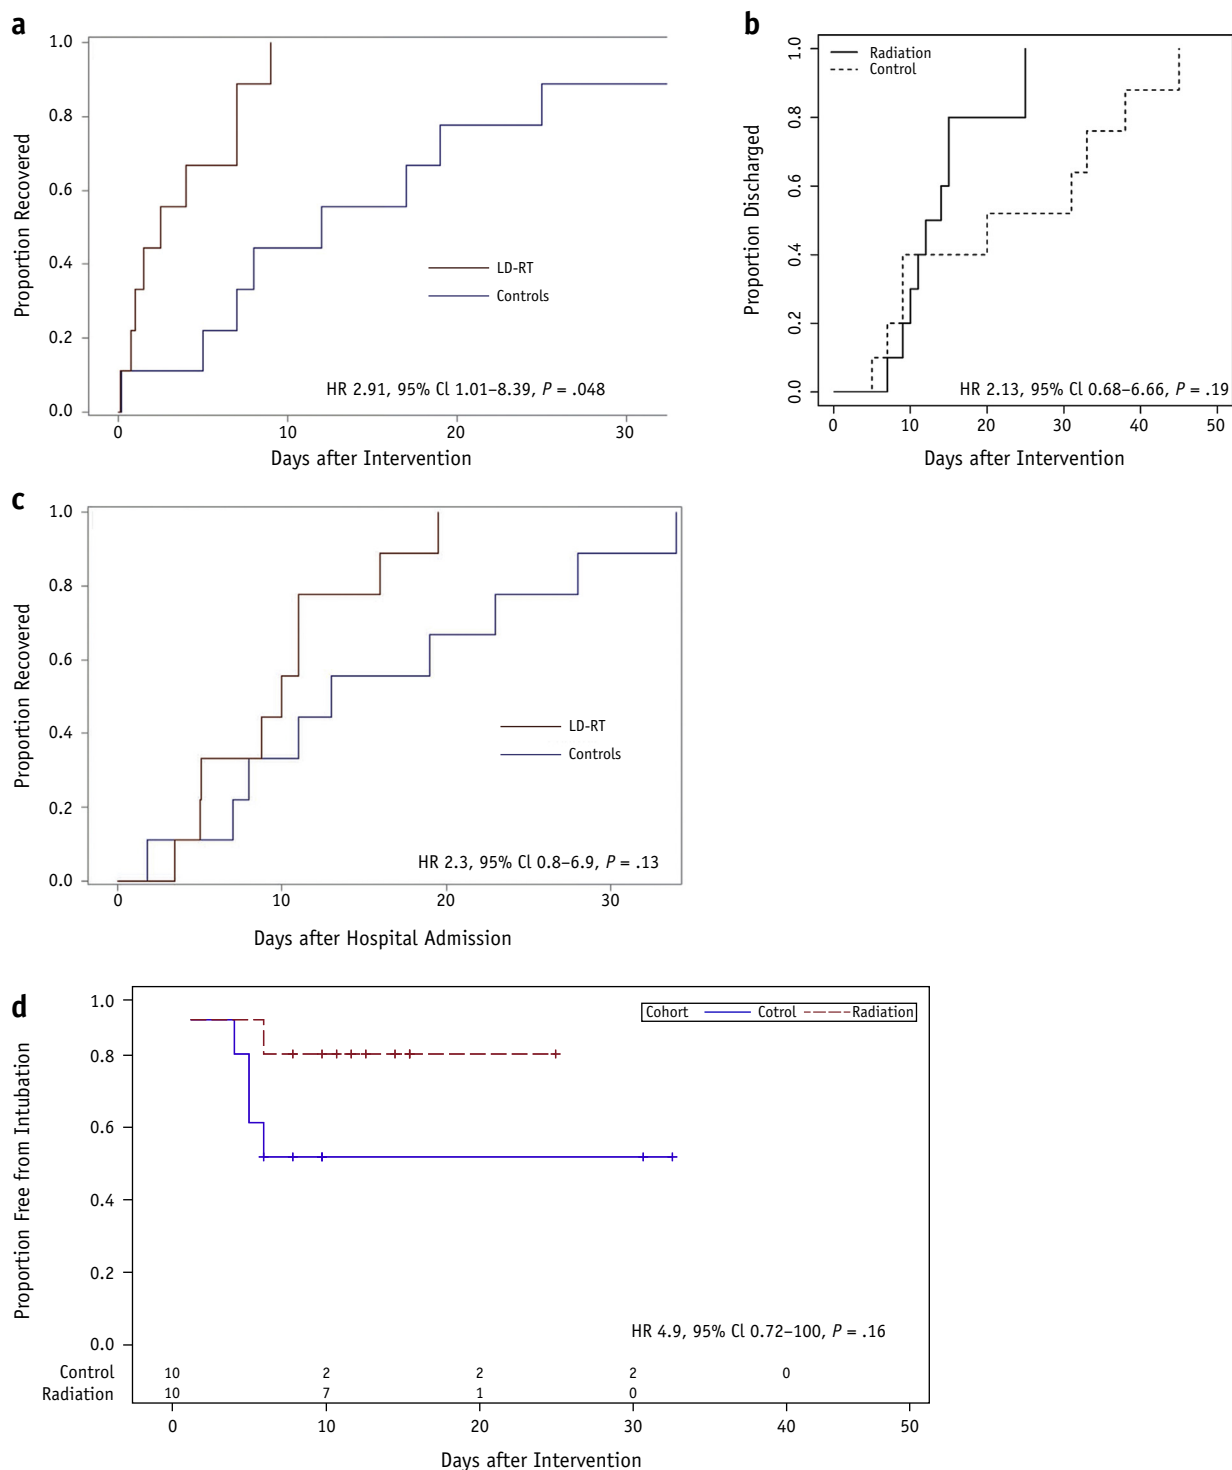 a
1.0
0.8
0.6
0.4
0.2
0.0
Proportion Recovered
LD-RT
Controls
HR 2.91, 95% CI 1.01–8.39, P = .048
0 10 20 30
Days after Intervention
b
1.0
0.8
0.6
0.4
0.2
0.0
Proportion Discharged
Radiation
Control
HR 2.13, 95% CI 0.68–6.66, P = .19
0 10 20 30 40 50
Days after Intervention
c
1.0
0.8
0.6
0.4
0.2
0.0
Proportion Recovered
LD-RT
Controls
HR 2.3, 95% CI 0.8–6.9, P = .13
0 10 20 30
Days after Hospital Admission
d
1.0
0.8
0.6
0.4
0.2
0.0
Proportion Free from Intubation
Cohort Cotrol Radiation
HR 4.9, 95% CI 0.72–100, P = .16
Control 10 2 2 2 0
Radiation 10 7 1 0
0 10 20 30 40 50
Days after Intervention